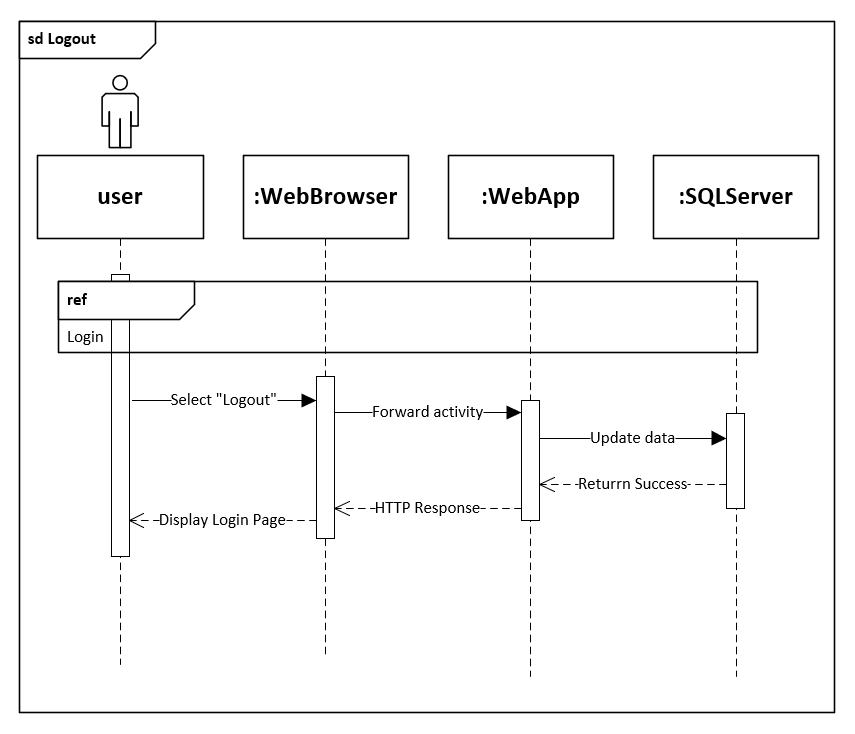 sd Logout
user
:WebBrowser
:WebApp
:SQLServer
ref
Login
Select "Logout"
Forward activity
Update data
Returrn Success
HTTP Response
Display Login Page